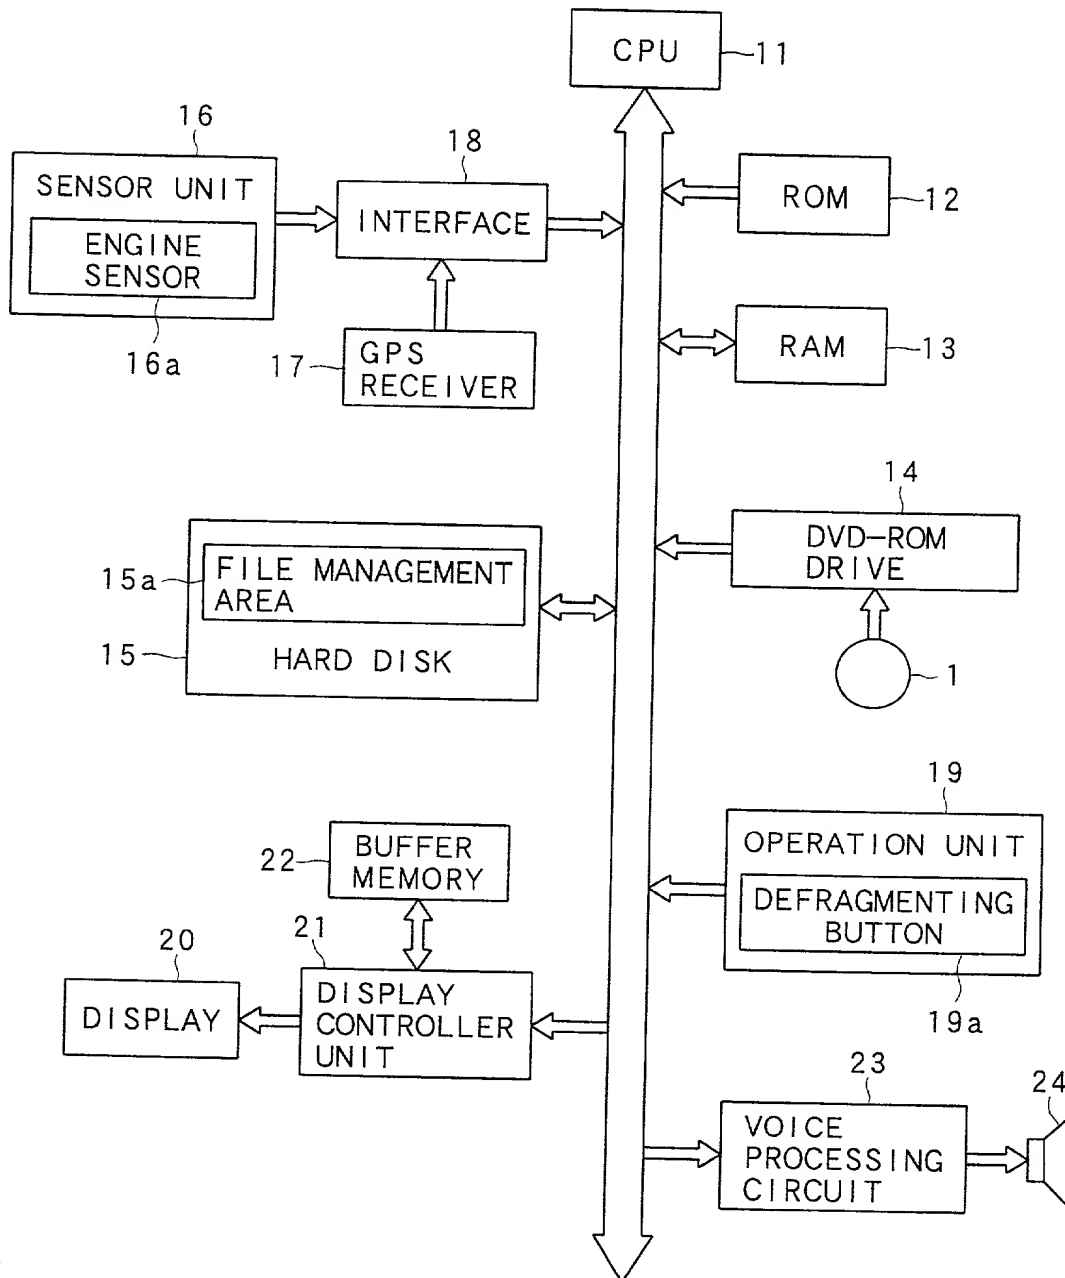 CPU
11
16
SENSOR UNIT
ENGINE
SENSOR
16a
18
INTERFACE
17
GPS
RECEIVER
ROM
12
RAM
13
14
DVD-ROM
DRIVE
1
15a
FILE MANAGEMENT
AREA
15
HARD DISK
19
OPERATION UNIT
DEFRAGMENTING
BUTTON
19a
22
BUFFER
MEMORY
20
DISPLAY
21
DISPLAY
CONTROLLER
UNIT
23
VOICE
PROCESSING
CIRCUIT
24